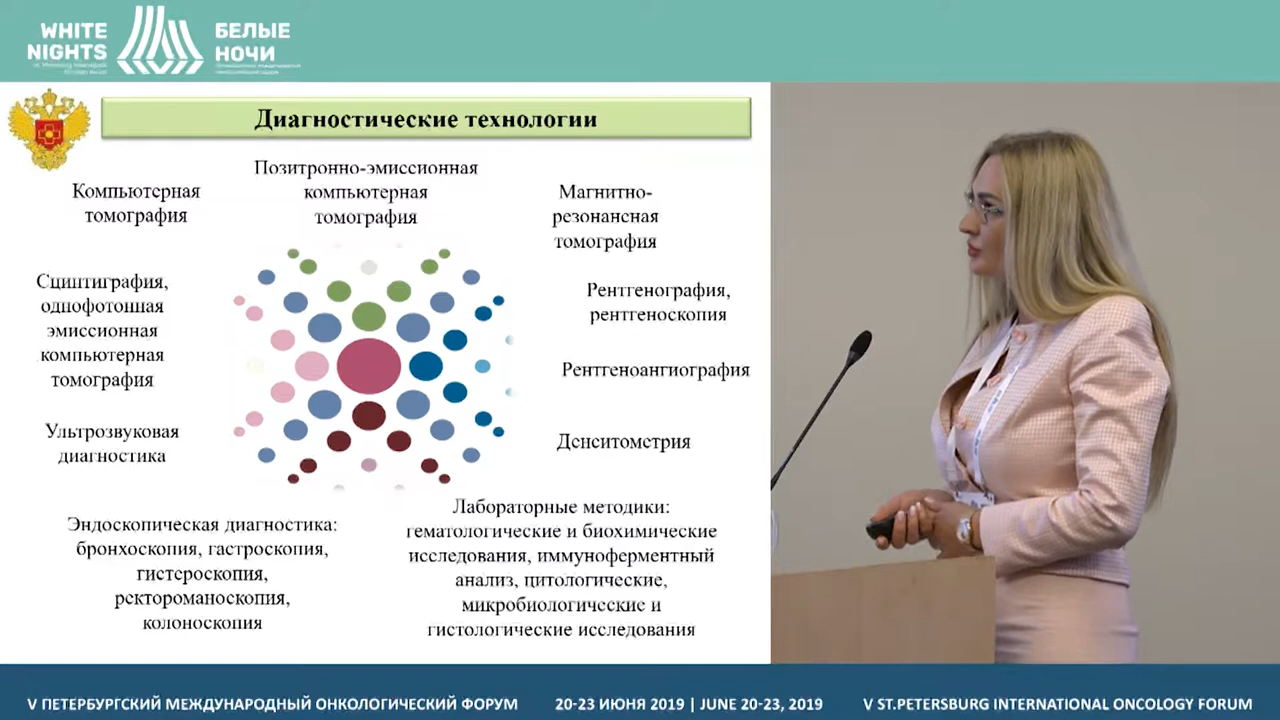 WHITE
NIGHTS
БЕЛЫЕ
НОЧИ
Диагностические технологии
Компьютерная
томография
Позитронно-эмиссионная
компьютерная
томография
Магнитно-
резонансная
томография
Сцинтиграфия,
однофотонная
эмиссионная
компьютерная
томография
Рентгенография,
рентгеноскопия
Рентгеноангиография
Ультрозвуковая
диагностика
Денситометрия
Эндоскопическая диагностика:
бронхоскопия, гастроскопия,
гистероскопия,
ректороманоскопия,
колоноскопия
Лабораторные методики:
гематологические и биохимические
исследования, иммуноферментный
анализ, цитологические,
микробиологические и
гистологические исследования
V ПЕТЕРБУРГСКИЙ МЕЖДУНАРОДНЫЙ ОНКОЛОГИЧЕСКИЙ ФОРУМ
20-23 ИЮНЯ 2019 | JUNE 20-23, 2019
V ST.PETERSBURG INTERNATIONAL ONCOLOGY FORUM